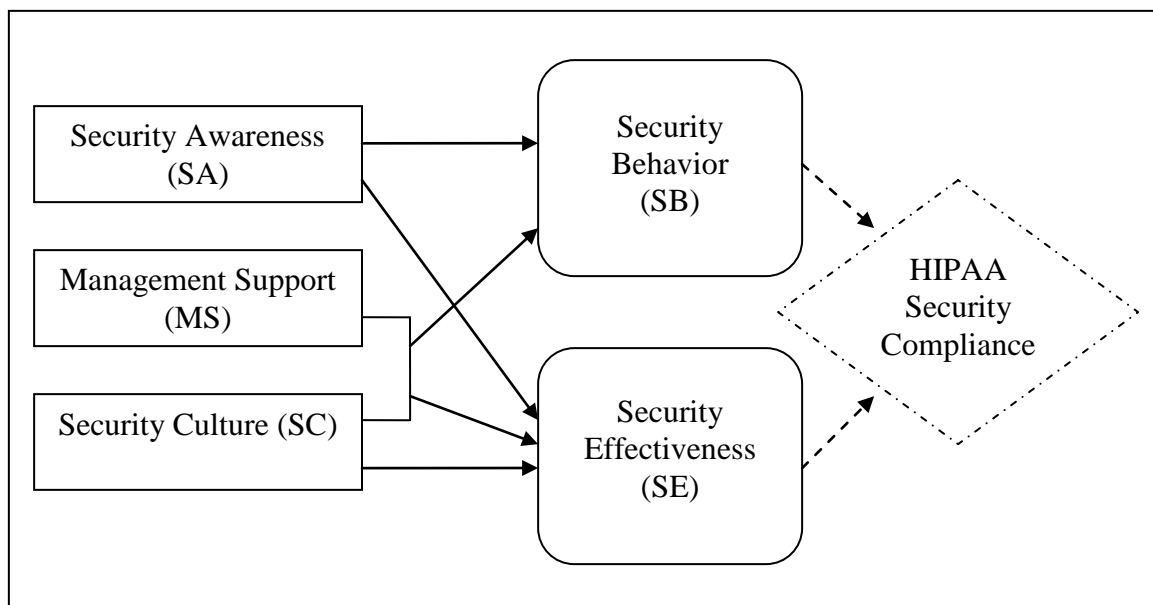 Security Awareness
(SA)
Management Support
(MS)
Security Culture (SC)
Security
Behavior
(SB)
Security
Effectiveness
(SE)
HIPAA
Security
Compliance